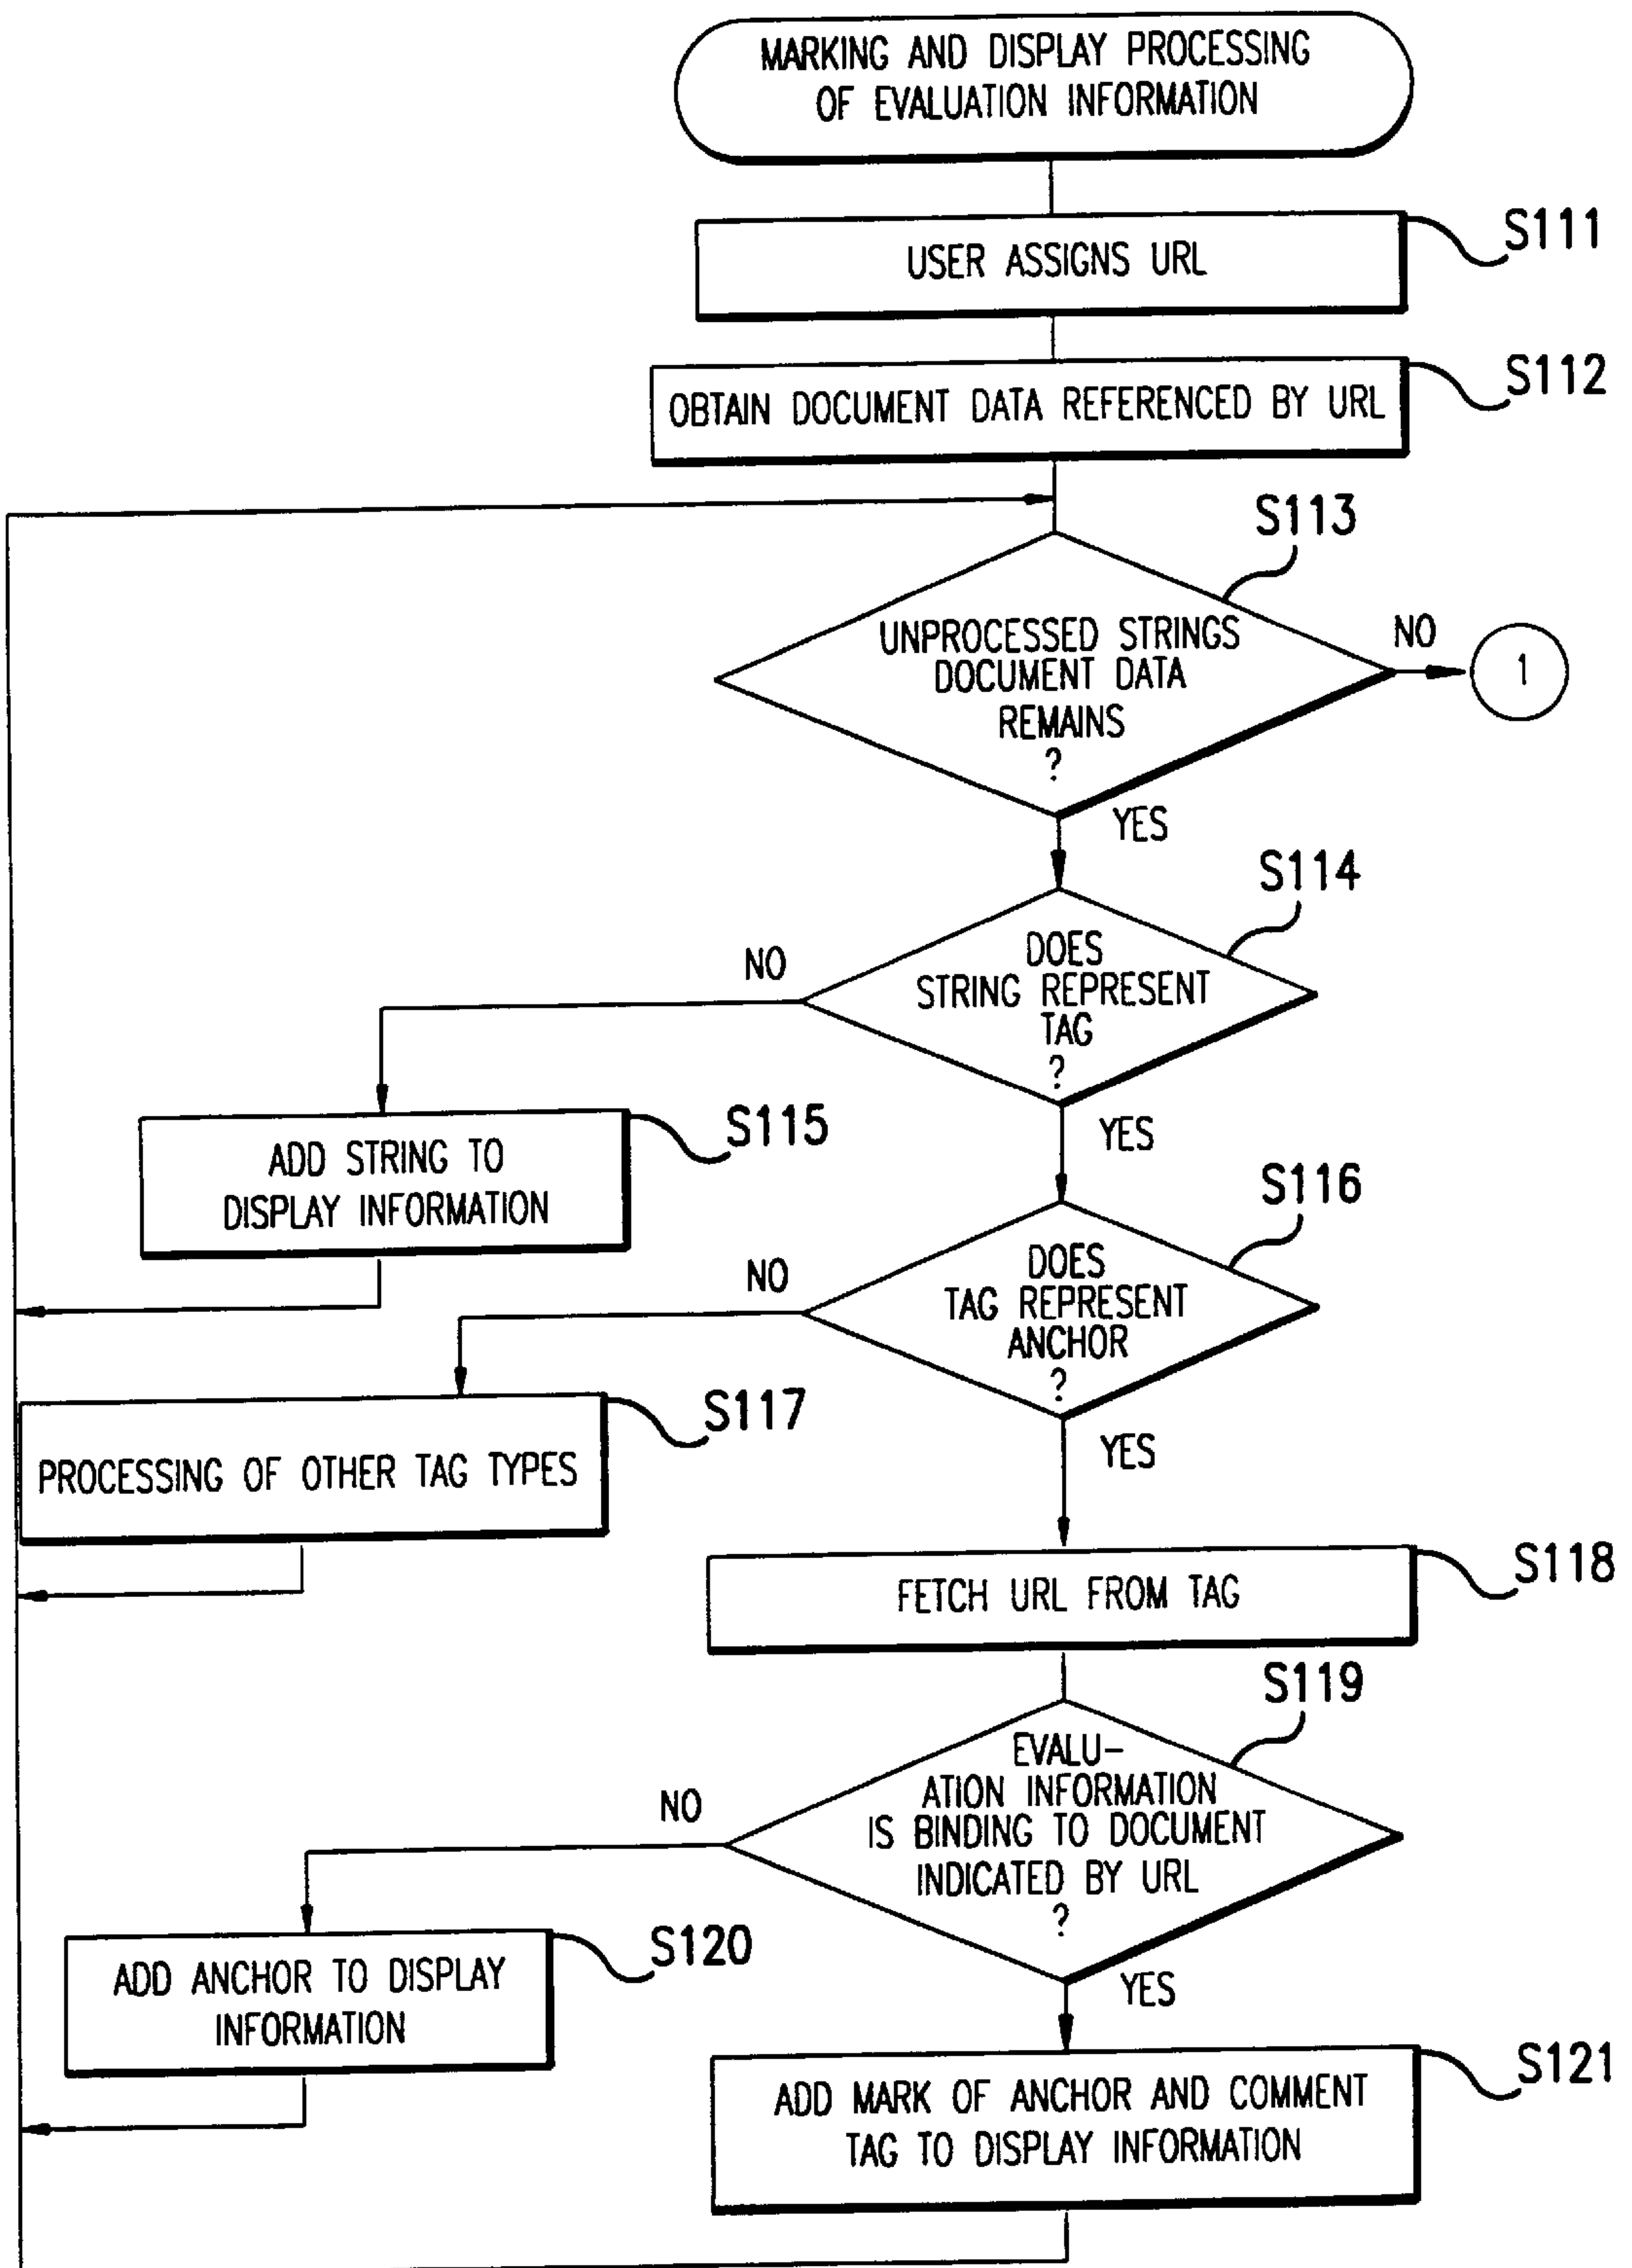 MARKING AND DISPLAY PROCESSING
OF EVALUATION INFORMATION
USER ASSIGNS URL
S111
OBTAIN DOCUMENT DATA REFERENCED BY URL
S112
S113
UNPROCESSED STRINGS
DOCUMENT DATA
REMAINS
?
NO
1
YES
S114
DOES
STRING REPRESENT
TAG
?
NO
YES
S115
ADD STRING TO
DISPLAY INFORMATION
S116
DOES
TAG REPRESENT
ANCHOR
?
NO
YES
S117
PROCESSING OF OTHER TAG TYPES
S118
FETCH URL FROM TAG
S119
EVALU-
ATION INFORMATION
IS BINDING TO DOCUMENT
INDICATED BY URL
?
NO
YES
S120
ADD ANCHOR TO DISPLAY
INFORMATION
S121
ADD MARK OF ANCHOR AND COMMENT
TAG TO DISPLAY INFORMATION